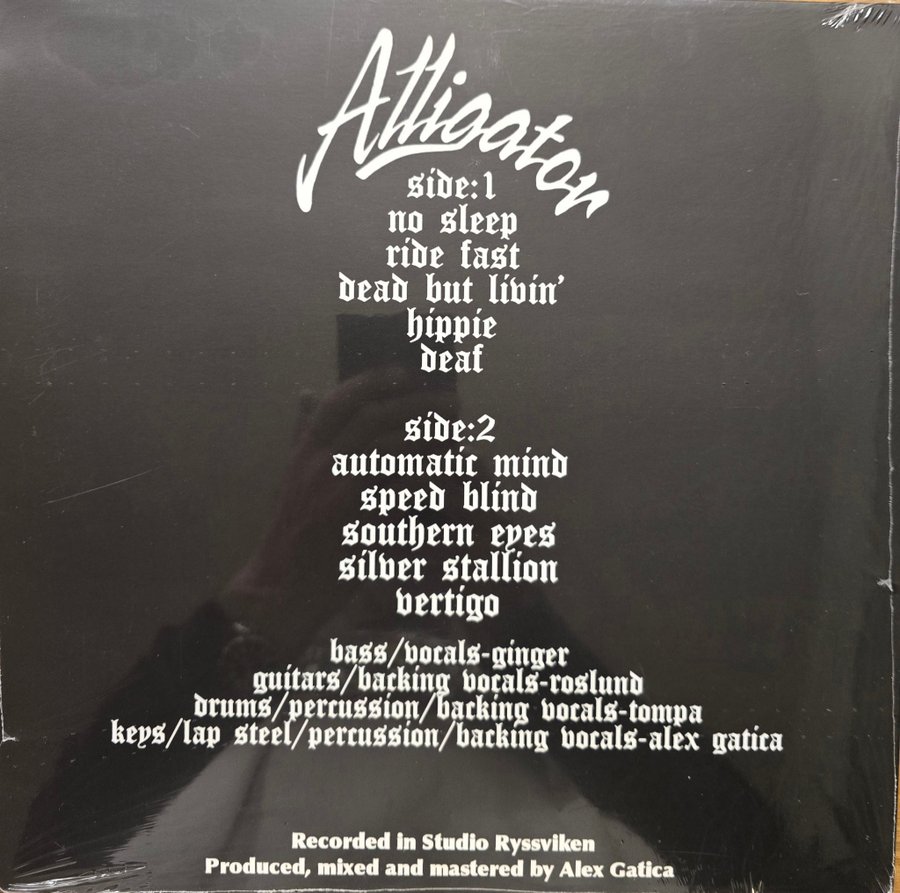 Alligator
side:1
no sleep
ride fast
dead but livin'
hippie
deaf
side:2
automatic mind
speed blind
southern eyes
silver stallion
vertigo
bass/vocals-ginger
guitars/backing vocals-roslund
drums/percussion/backing vocals-tompa
keys/lap steel/percussion/backing vocals-alex gatica
Recorded in Studio Ryssviken
Produced, mixed and mastered by Alex Gatica